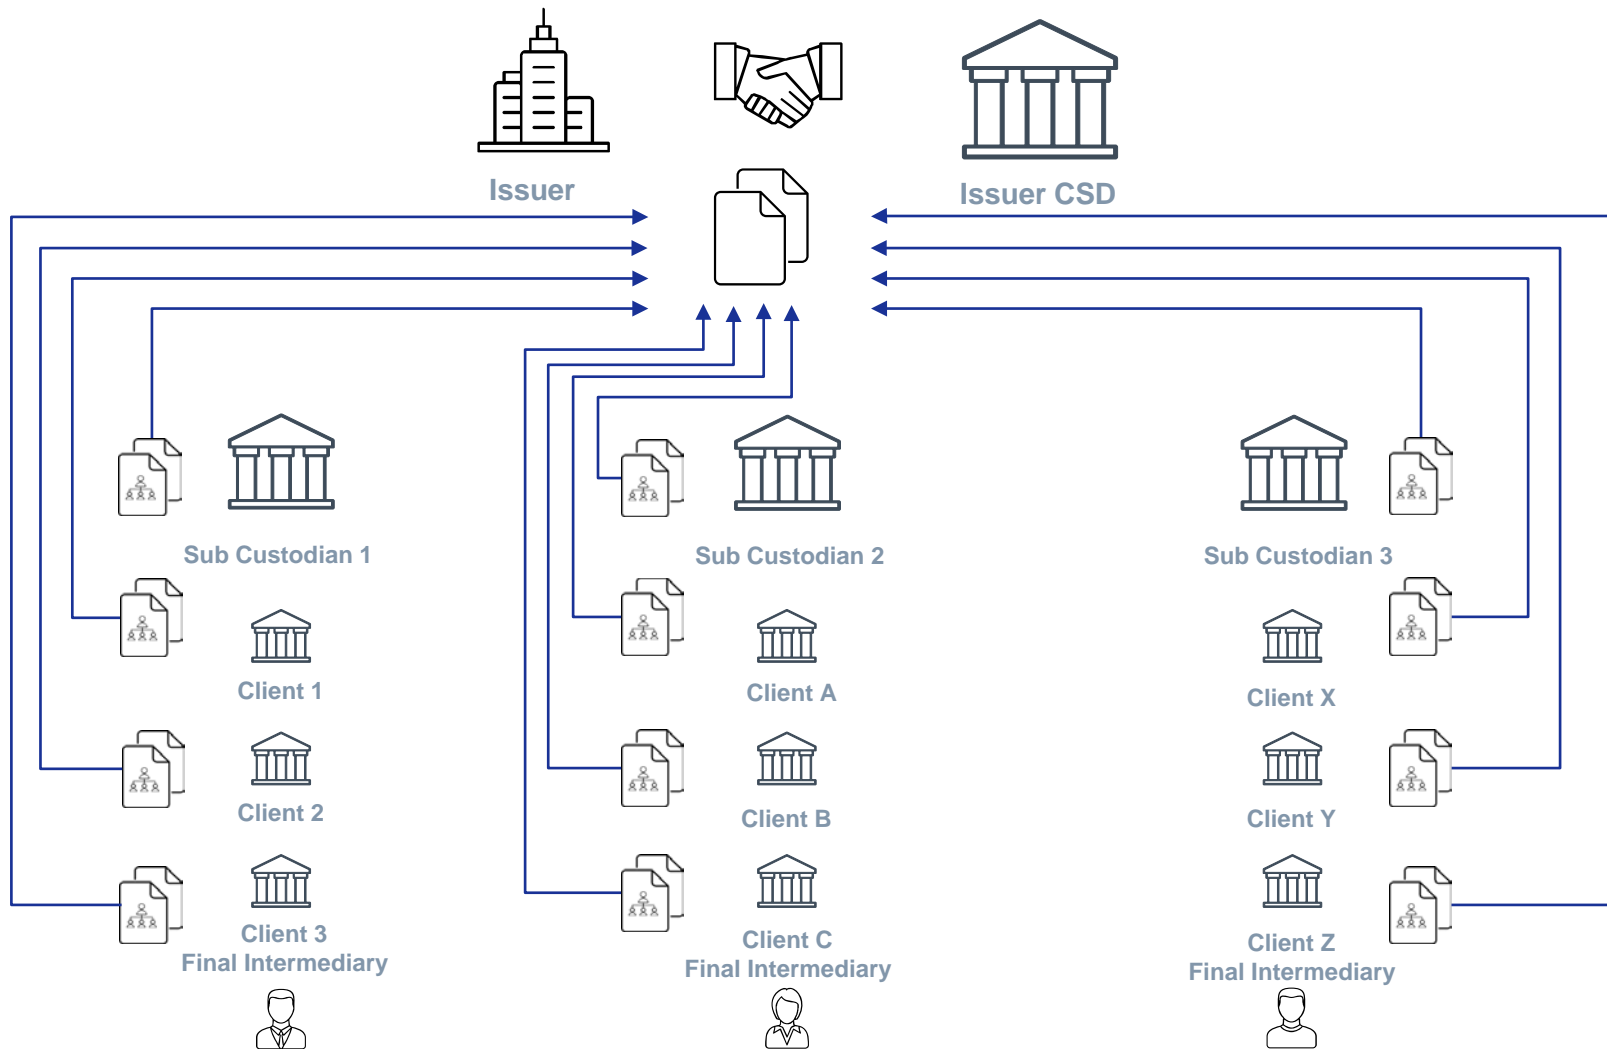 Issuer
Issuer CSD
Sub Custodian 1
Sub Custodian 2
Sub Custodian 3
Client 1
Client A
Client X
Client 2
Client B
Client Y
Client 3
Final Intermediary
Client C
Final Intermediary
Client Z
Final Intermediary